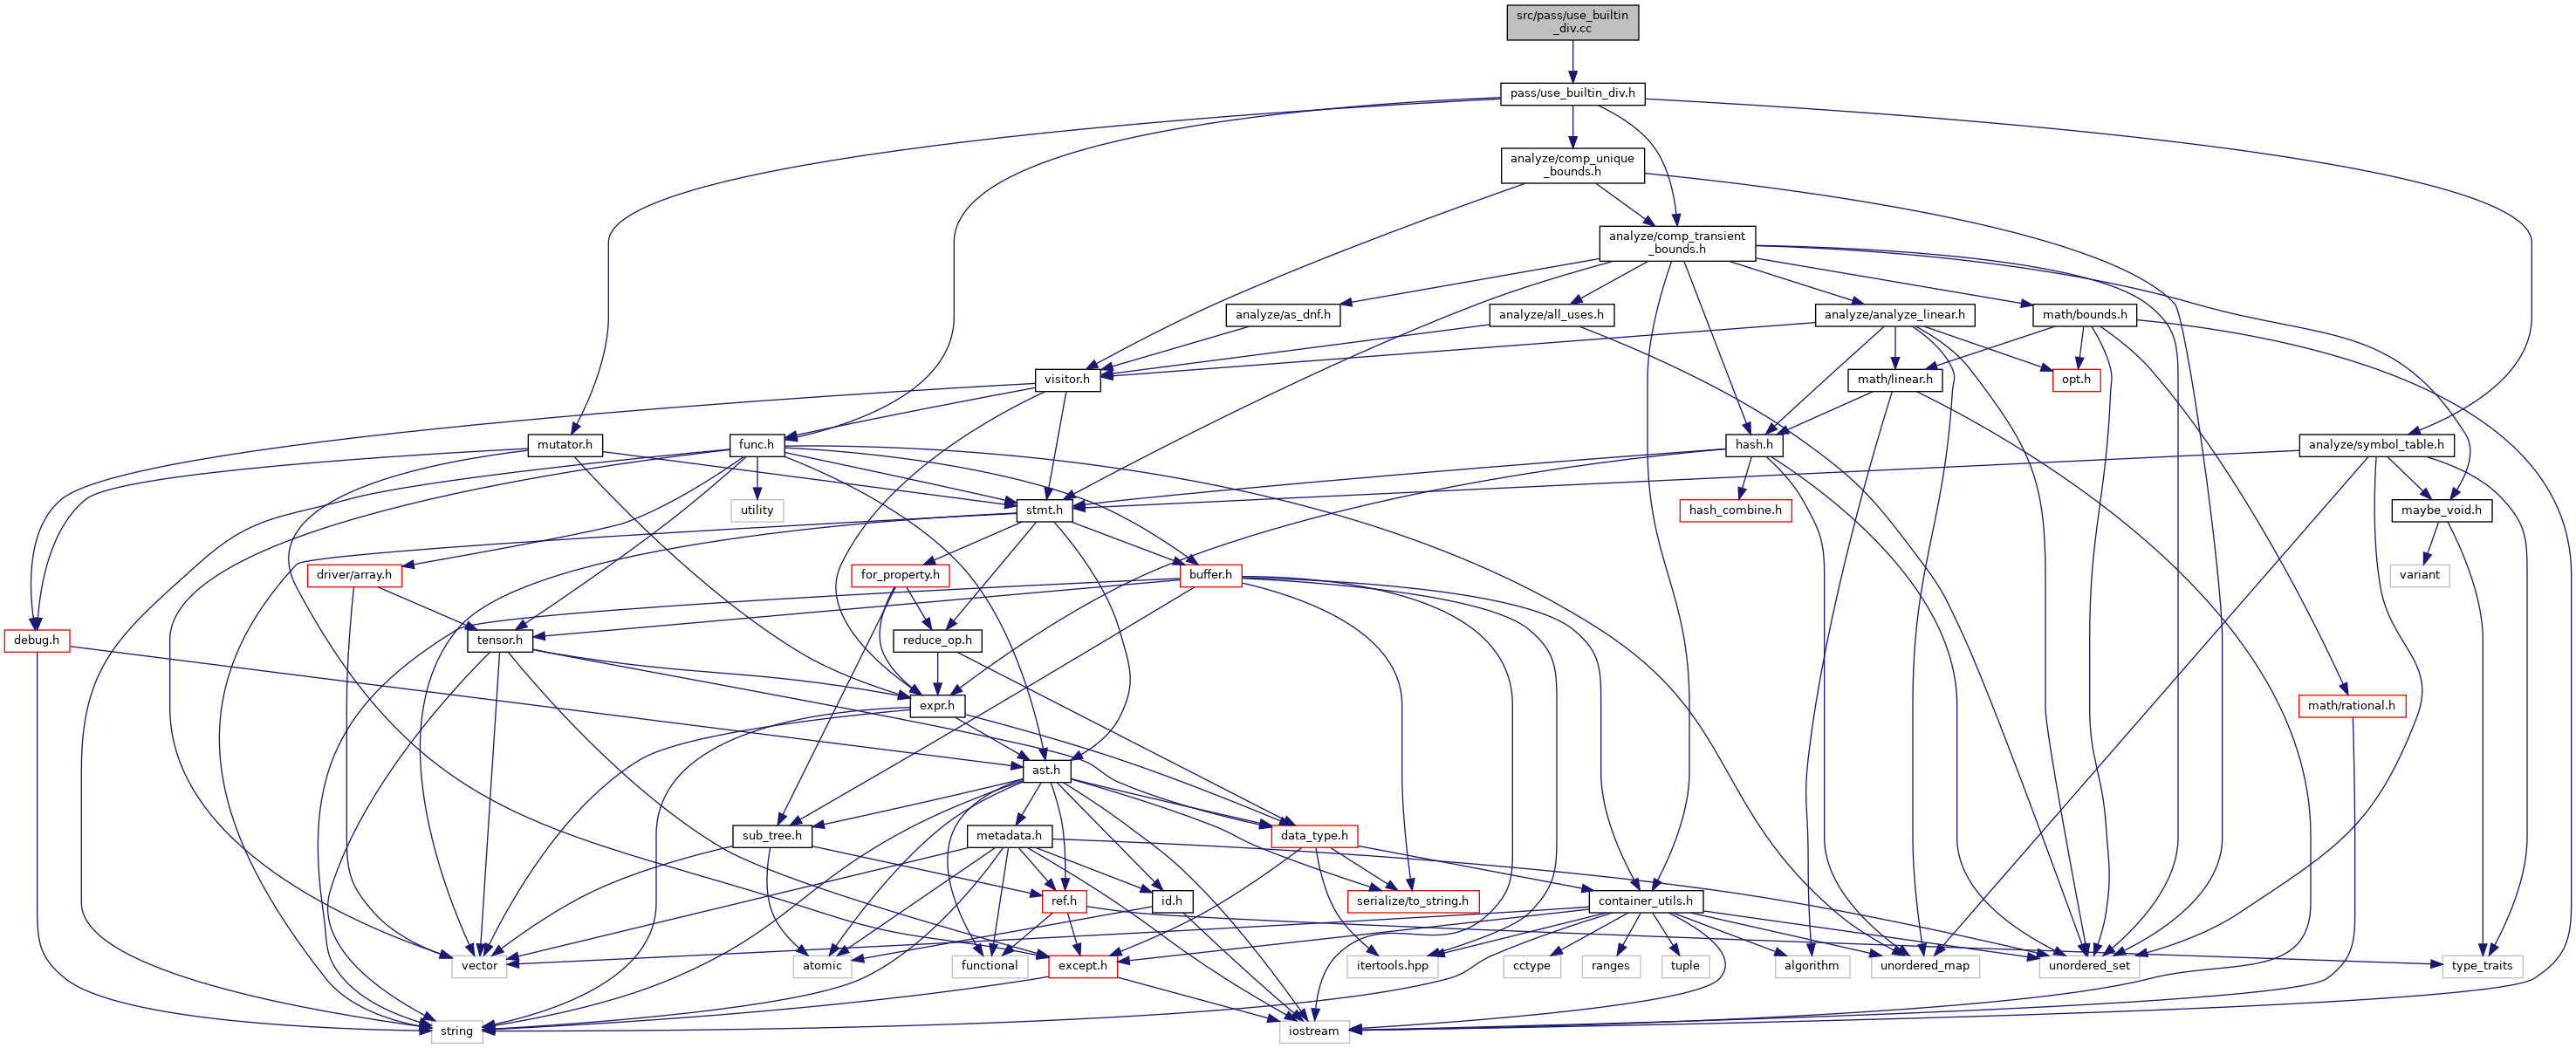 src/pass/use_builtin
_div.cc
pass/use_builtin_div.h
analyze/comp_unique
_bounds.h
analyze/comp_transient
_bounds.h
analyze/as_dnf.h
analyze/all_uses.h
analyze/analyze_linear.h
math/bounds.h
visitor.h
math/linear.h
opt.h
mutator.h
func.h
hash.h
analyze/symbol_table.h
utility
stmt.h
hash_combine.h
maybe_void.h
driver/array.h
for_property.h
buffer.h
variant
debug.h
tensor.h
reduce_op.h
expr.h
math/rational.h
ast.h
sub_tree.h
metadata.h
data_type.h
ref.h
id.h
serialize/to_string.h
container_utils.h
vector
atomic
functional
except.h
itertools.hpp
cctype
ranges
tuple
algorithm
unordered_map
unordered_set
type_traits
string
iostream